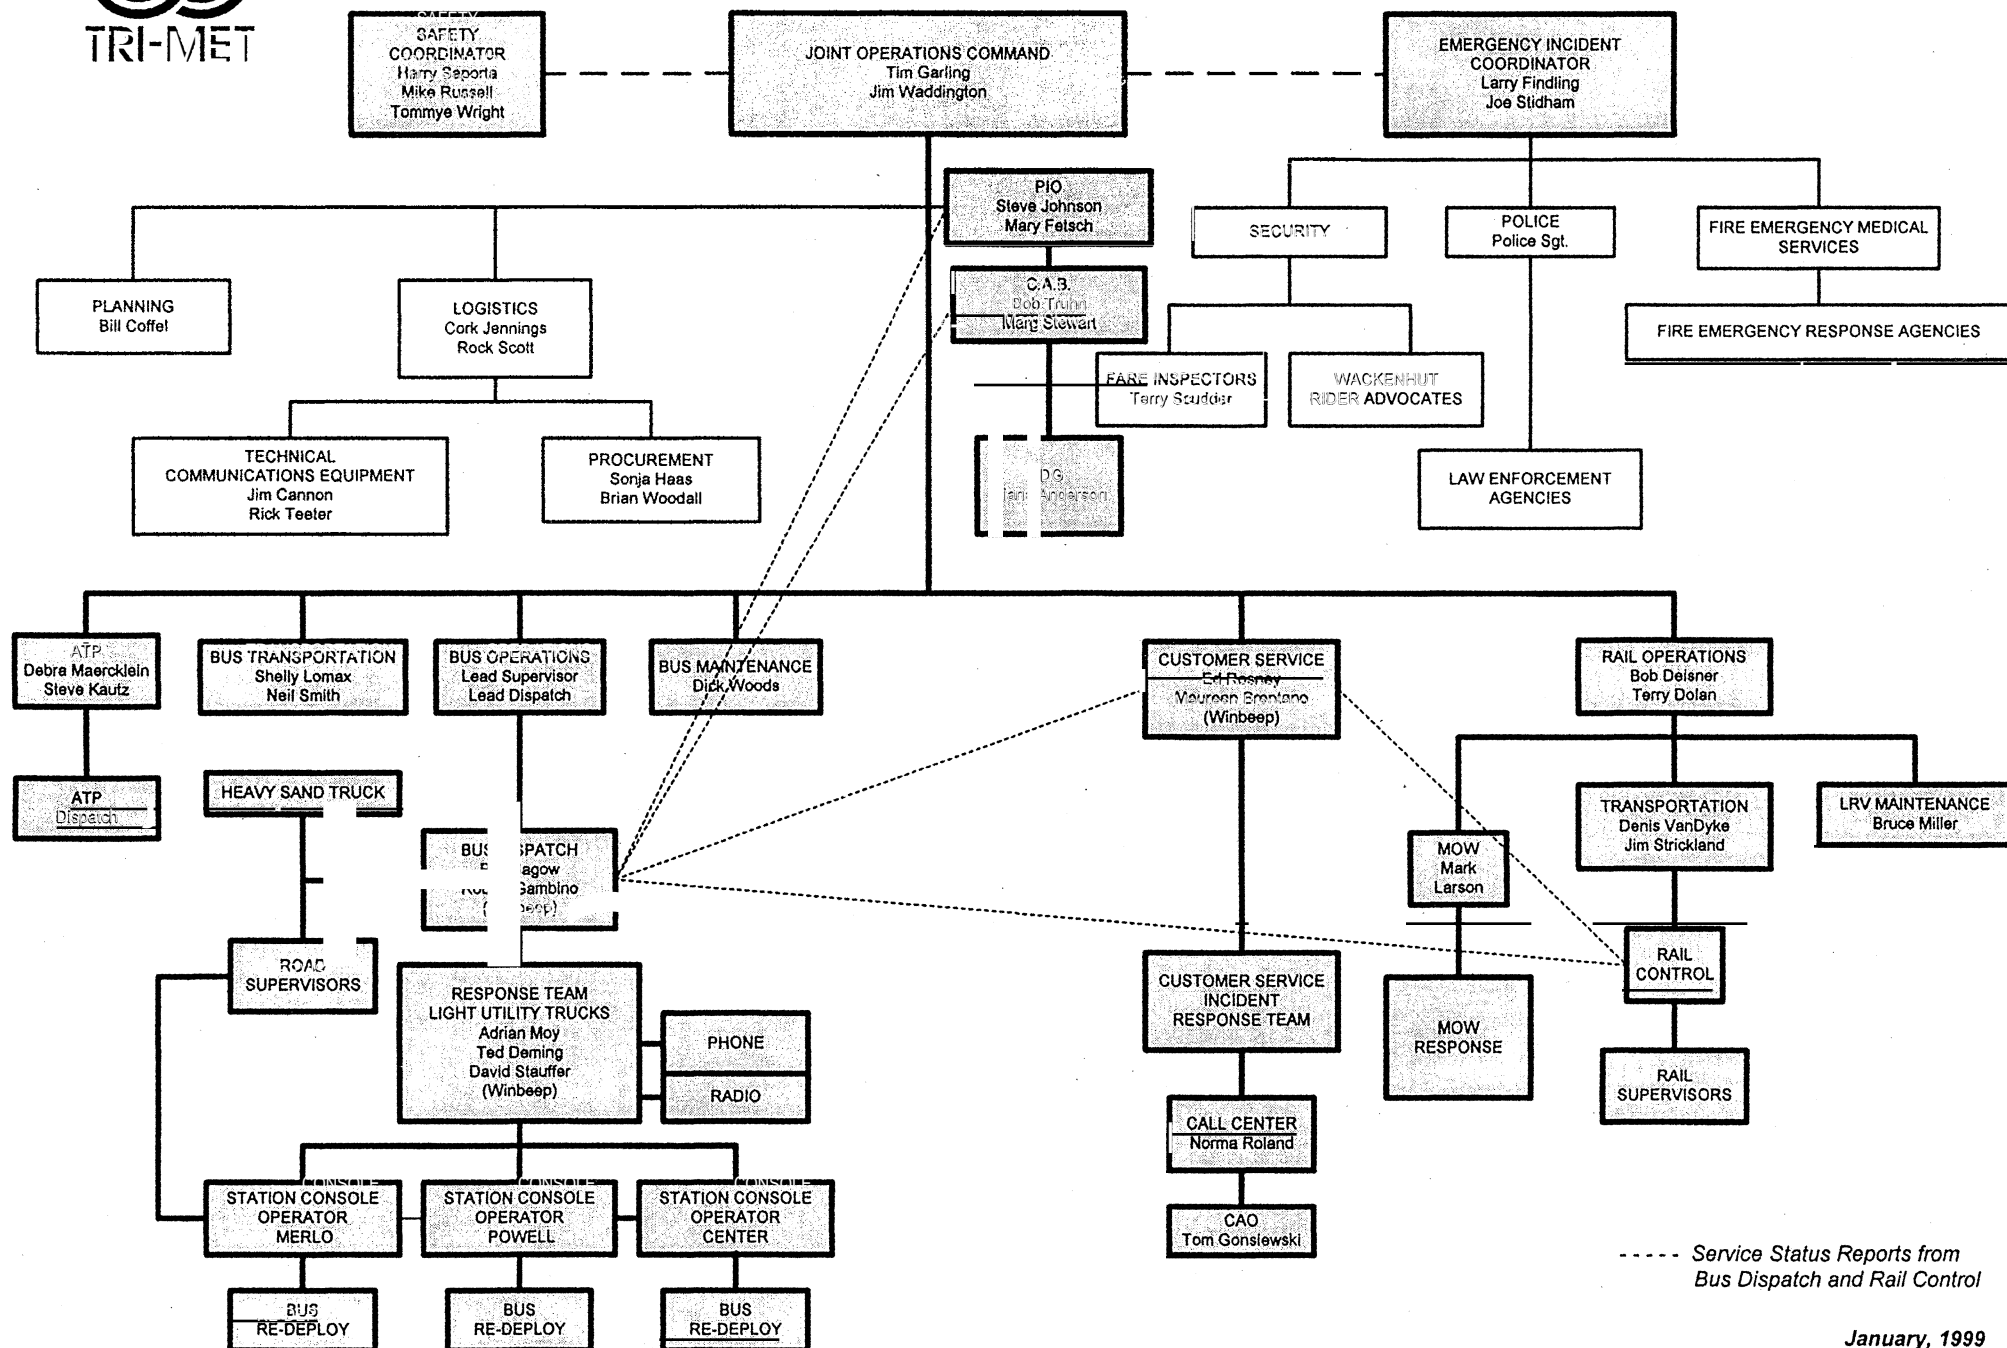 TRI-MET
SAFETY
COORDINATOR
Harry Saporta
Mike Russell
Tommye Wright
JOINT OPERATIONS COMMAND
Tim Garling
Jim Waddington
EMERGENCY INCIDENT
COORDINATOR
Larry Findling
Joe Stidham
PIO
Steve Johnson
Mary Fetsch
C.A.B.
Marg Stewart
SECURITY
POLICE
Police Sgt.
FIRE EMERGENCY MEDICAL
SERVICES
PLANNING
Bill Coffel
LOGISTICS
Cork Jennings
Rock Scott
FIRE EMERGENCY RESPONSE AGENCIES
FARE INSPECTORS
Terry Scudder
WACKENHUT
RIDER ADVOCATES
TECHNICAL
COMMUNICATIONS EQUIPMENT
Jim Cannon
Rick Teeter
PROCUREMENT
Sonja Haas
Brian Woodall
DG
Anderson
LAW ENFORCEMENT
AGENCIES
ATP
Debra Maercklein
Steve Kautz
BUS TRANSPORTATION
Shelly Lomax
Neil Smith
BUS OPERATIONS
Lead Supervisor
Lead Dispatch
BUS MAINTENANCE
Dick Woods
CUSTOMER SERVICE
Ed Rosney
Maureen Brentano
(Winbeep)
RAIL OPERATIONS
Bob Deisner
Terry Dolan
ATP
Dispatch
HEAVY SAND TRUCK
BUS
Gambino
TRANSPORTATION
Denis VanDyke
Jim Strickland
LRV MAINTENANCE
Bruce Miller
MOW
Mark
Larson
ROAD
SUPERVISORS
RESPONSE TEAM
LIGHT UTILITY TRUCKS
Adrian Moy
Ted Deming
David Stauffer
(Winbeep)
PHONE
RADIO
CUSTOMER SERVICE
INCIDENT
RESPONSE TEAM
MOW
RESPONSE
RAIL
CONTROL
RAIL
SUPERVISORS
CALL CENTER
Norma Roland
CAO
Tom Gonsiewski
STATION CONSOLE
OPERATOR
MERLO
STATION CONSOLE
OPERATOR
POWELL
STATION CONSOLE
OPERATOR
CENTER
BUS
RE-DEPLOY
BUS
RE-DEPLOY
BUS
RE-DEPLOY
----- Service Status Reports from
Bus Dispatch and Rail Control
January, 1999